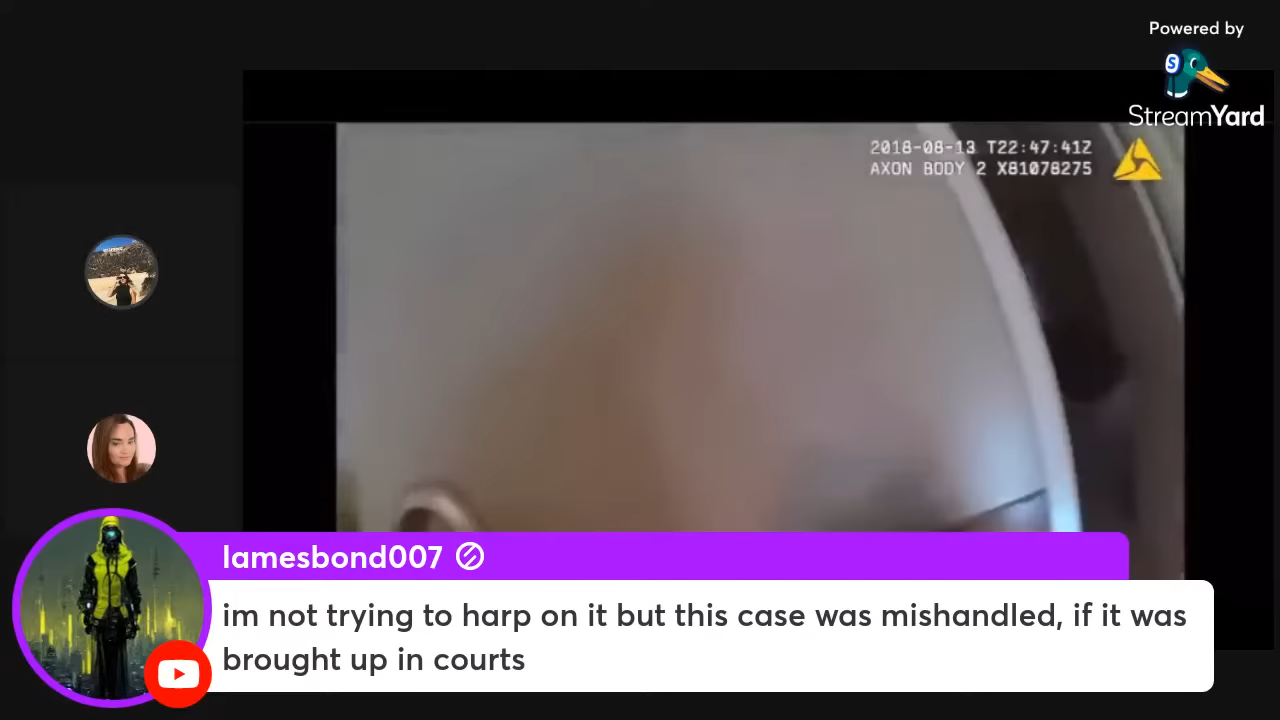 Powered by
StreamYard
2018-08-13 T22:47:41Z
AXON BODY 2 X81078275
lamesbond007
im not trying to harp on it but this case was mishandled, if it was
brought up in courts